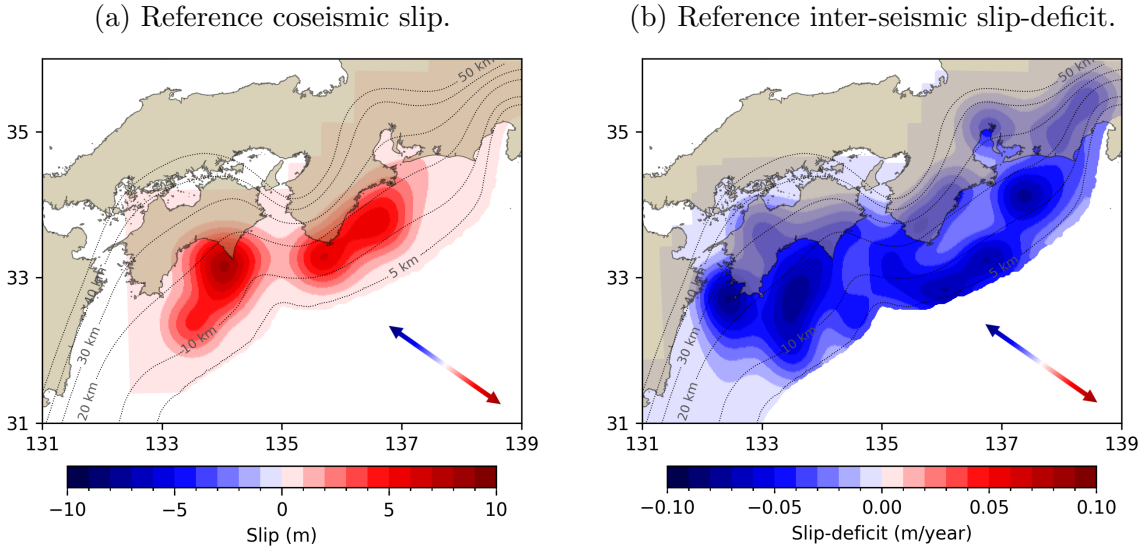 (a) Reference coseismic slip.
(b) Reference inter-seismic slip-deficit.
50 km
5 km
10 km
40 km
30 km
20 km
35
33
31
131 133 135 137 139
−10 −5 0 5 10
Slip (m)
50 km
5 km
10 km
40 km
30 km
20 km
35
33
31
131 133 135 137 139
−0.10 −0.05 0.00 0.05 0.10
Slip-deficit (m/year)